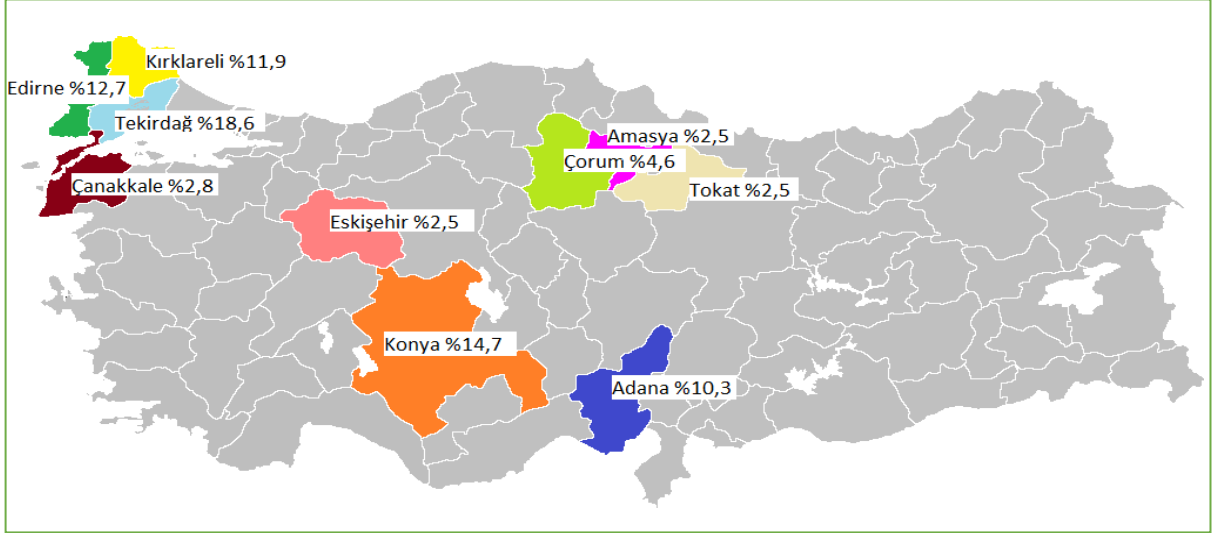 Kırklareli %11,9
Edirne %12,7
Tekirdağ %18,6
Amasya %2,5
Çorum %4,6
Çanakkale %2,8
Tokat %2,5
Eskişehir %2,5
Konya %14,7
Adana %10,3